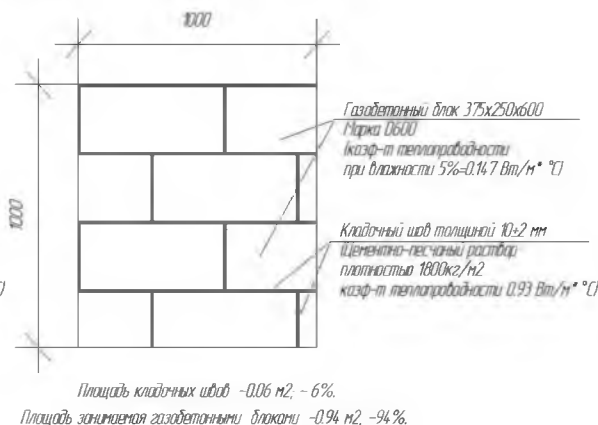 1000
1000
Газобетонный блок 375х250х600
Марка D600
(коэф-т теплопроводности
при влажности 5%=0.147 Вт/м* °С)
Кладочный шов толщиной 10±2 мм
Цементно-песчаный раствор
плотностью 1800кг/м2
коэф-т теплопроводности 0.93 Вт/м* °С)
Площадь кладочных швов -0.06 м2, - 6%.
Площадь занимаемая газобетонными блоками -0.94 м2, -94%.